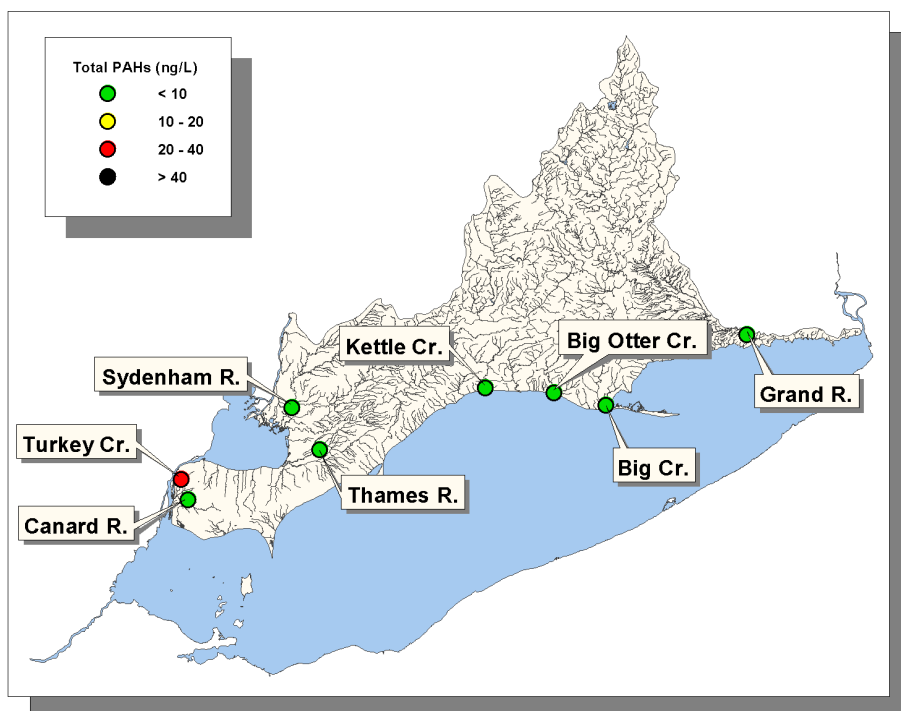 Total PAHs (ng/L)
< 10
10 - 20
20 - 40
> 40
Kettle Cr.
Big Otter Cr.
Sydenham R.
Grand R.
Turkey Cr.
Big Cr.
Thames R.
Canard R.